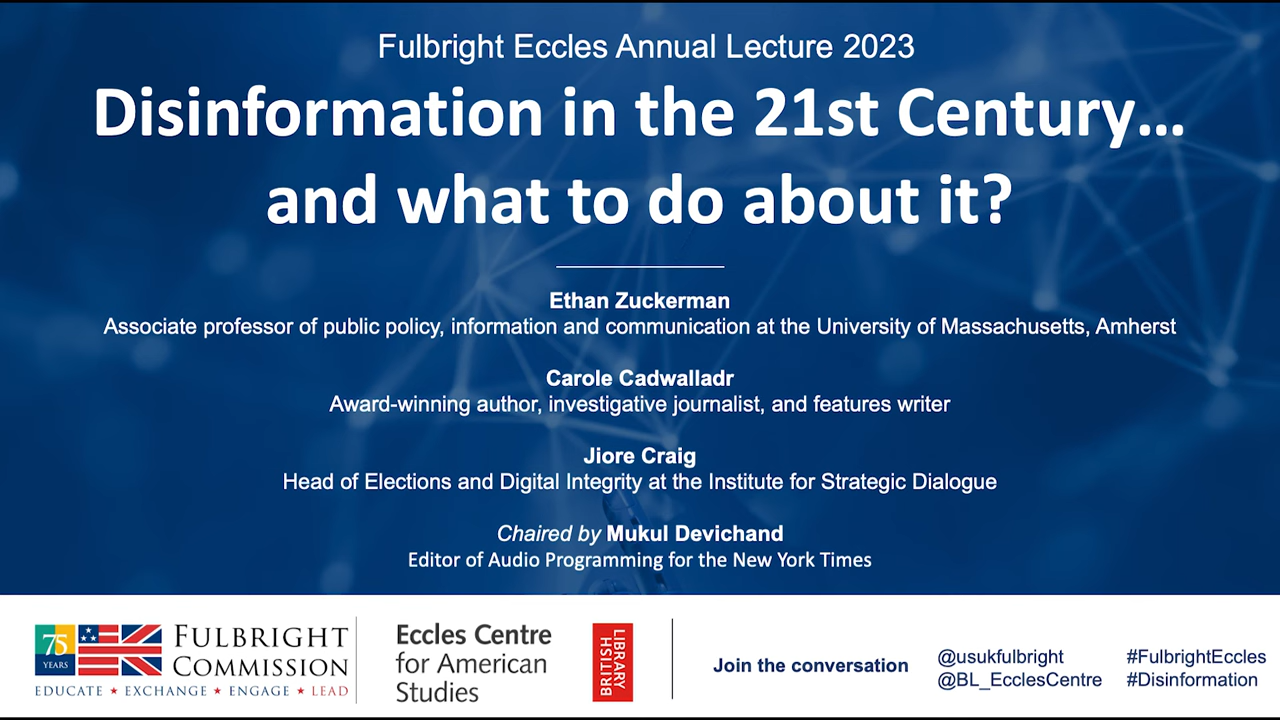 Fulbright Eccles Annual Lecture 2023
Disinformation in the 21st Century...
and what to do about it?
Ethan Zuckerman
Associate professor of public policy, information and communication at the University of Massachusetts, Amherst
Carole Cadwalladr
Award-winning author, investigative journalist, and features writer
Jiore Craig
Head of Elections and Digital Integrity at the Institute for Strategic Dialogue
Chaired by Mukul Devichand
Editor of Audio Programming for the New York Times
75
YEARS
FULBRIGHT
COMMISSION
EDUCATE ★ EXCHANGE ★ ENGAGE ★ LEAD
Eccles Centre
for American
Studies
BRITISH
LIBRARY
Join the conversation
@usukfulbright
@BL_EcclesCentre
#FulbrightEccles
#Disinformation